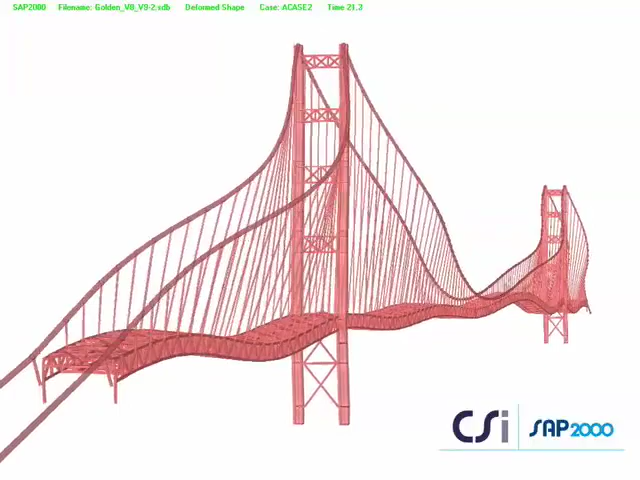 SAP2000 Filename: Golden_V8_V9-2.sdb Deformed Shape Case: ACASE2 Time 21.3
CSi SAP2000